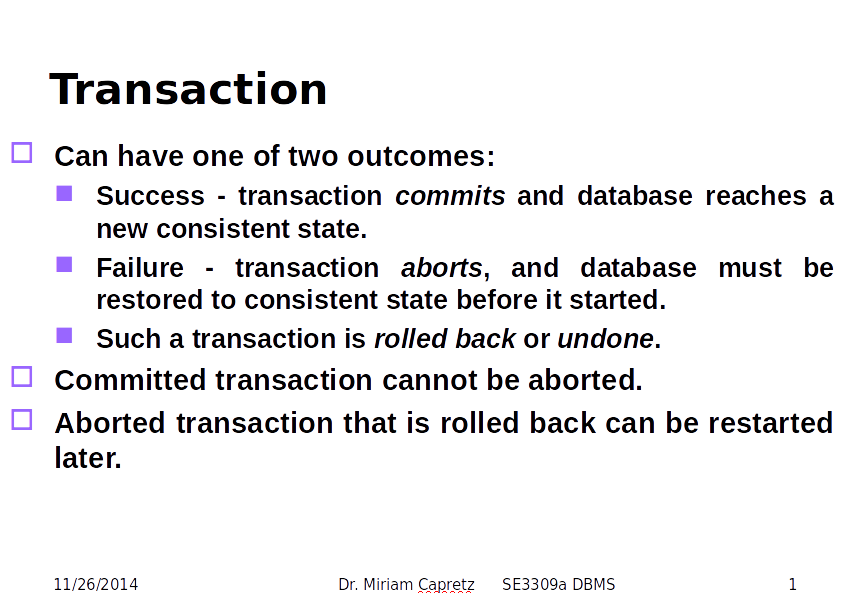 Transaction
Can have one of two outcomes:
Success - transaction commits and database reaches a
new consistent state.
Failure - transaction aborts, and database must be
restored to consistent state before it started.
Such a transaction is rolled back or undone.
Committed transaction cannot be aborted.
Aborted transaction that is rolled back can be restarted
later.
11/26/2014 Dr. Miriam Capretz SE3309a DBMS 1